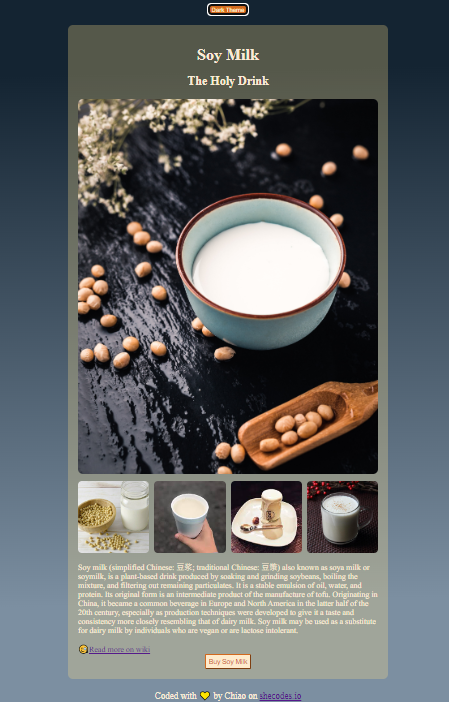 Dark Theme
Soy Milk
The Holy Drink
Soy milk (simplified Chinese: 豆浆; traditional Chinese: 豆漿) also known as soya milk or
soymilk, is a plant-based drink produced by soaking and grinding soybeans, boiling the
mixture, and filtering out remaining particulates. It is a stable emulsion of oil, water, and
protein. Its original form is an intermediate product of the manufacture of tofu. Originating in
China, it became a common beverage in Europe and North America in the latter half of the
20th century, especially as production techniques were developed to give it a taste and
consistency more closely resembling that of dairy milk. Soy milk may be used as a substitute
for dairy milk by individuals who are vegan or are lactose intolerant.
Read more on wiki
Buy Soy Milk
Coded with 💛 by Chiao on shecodes.io